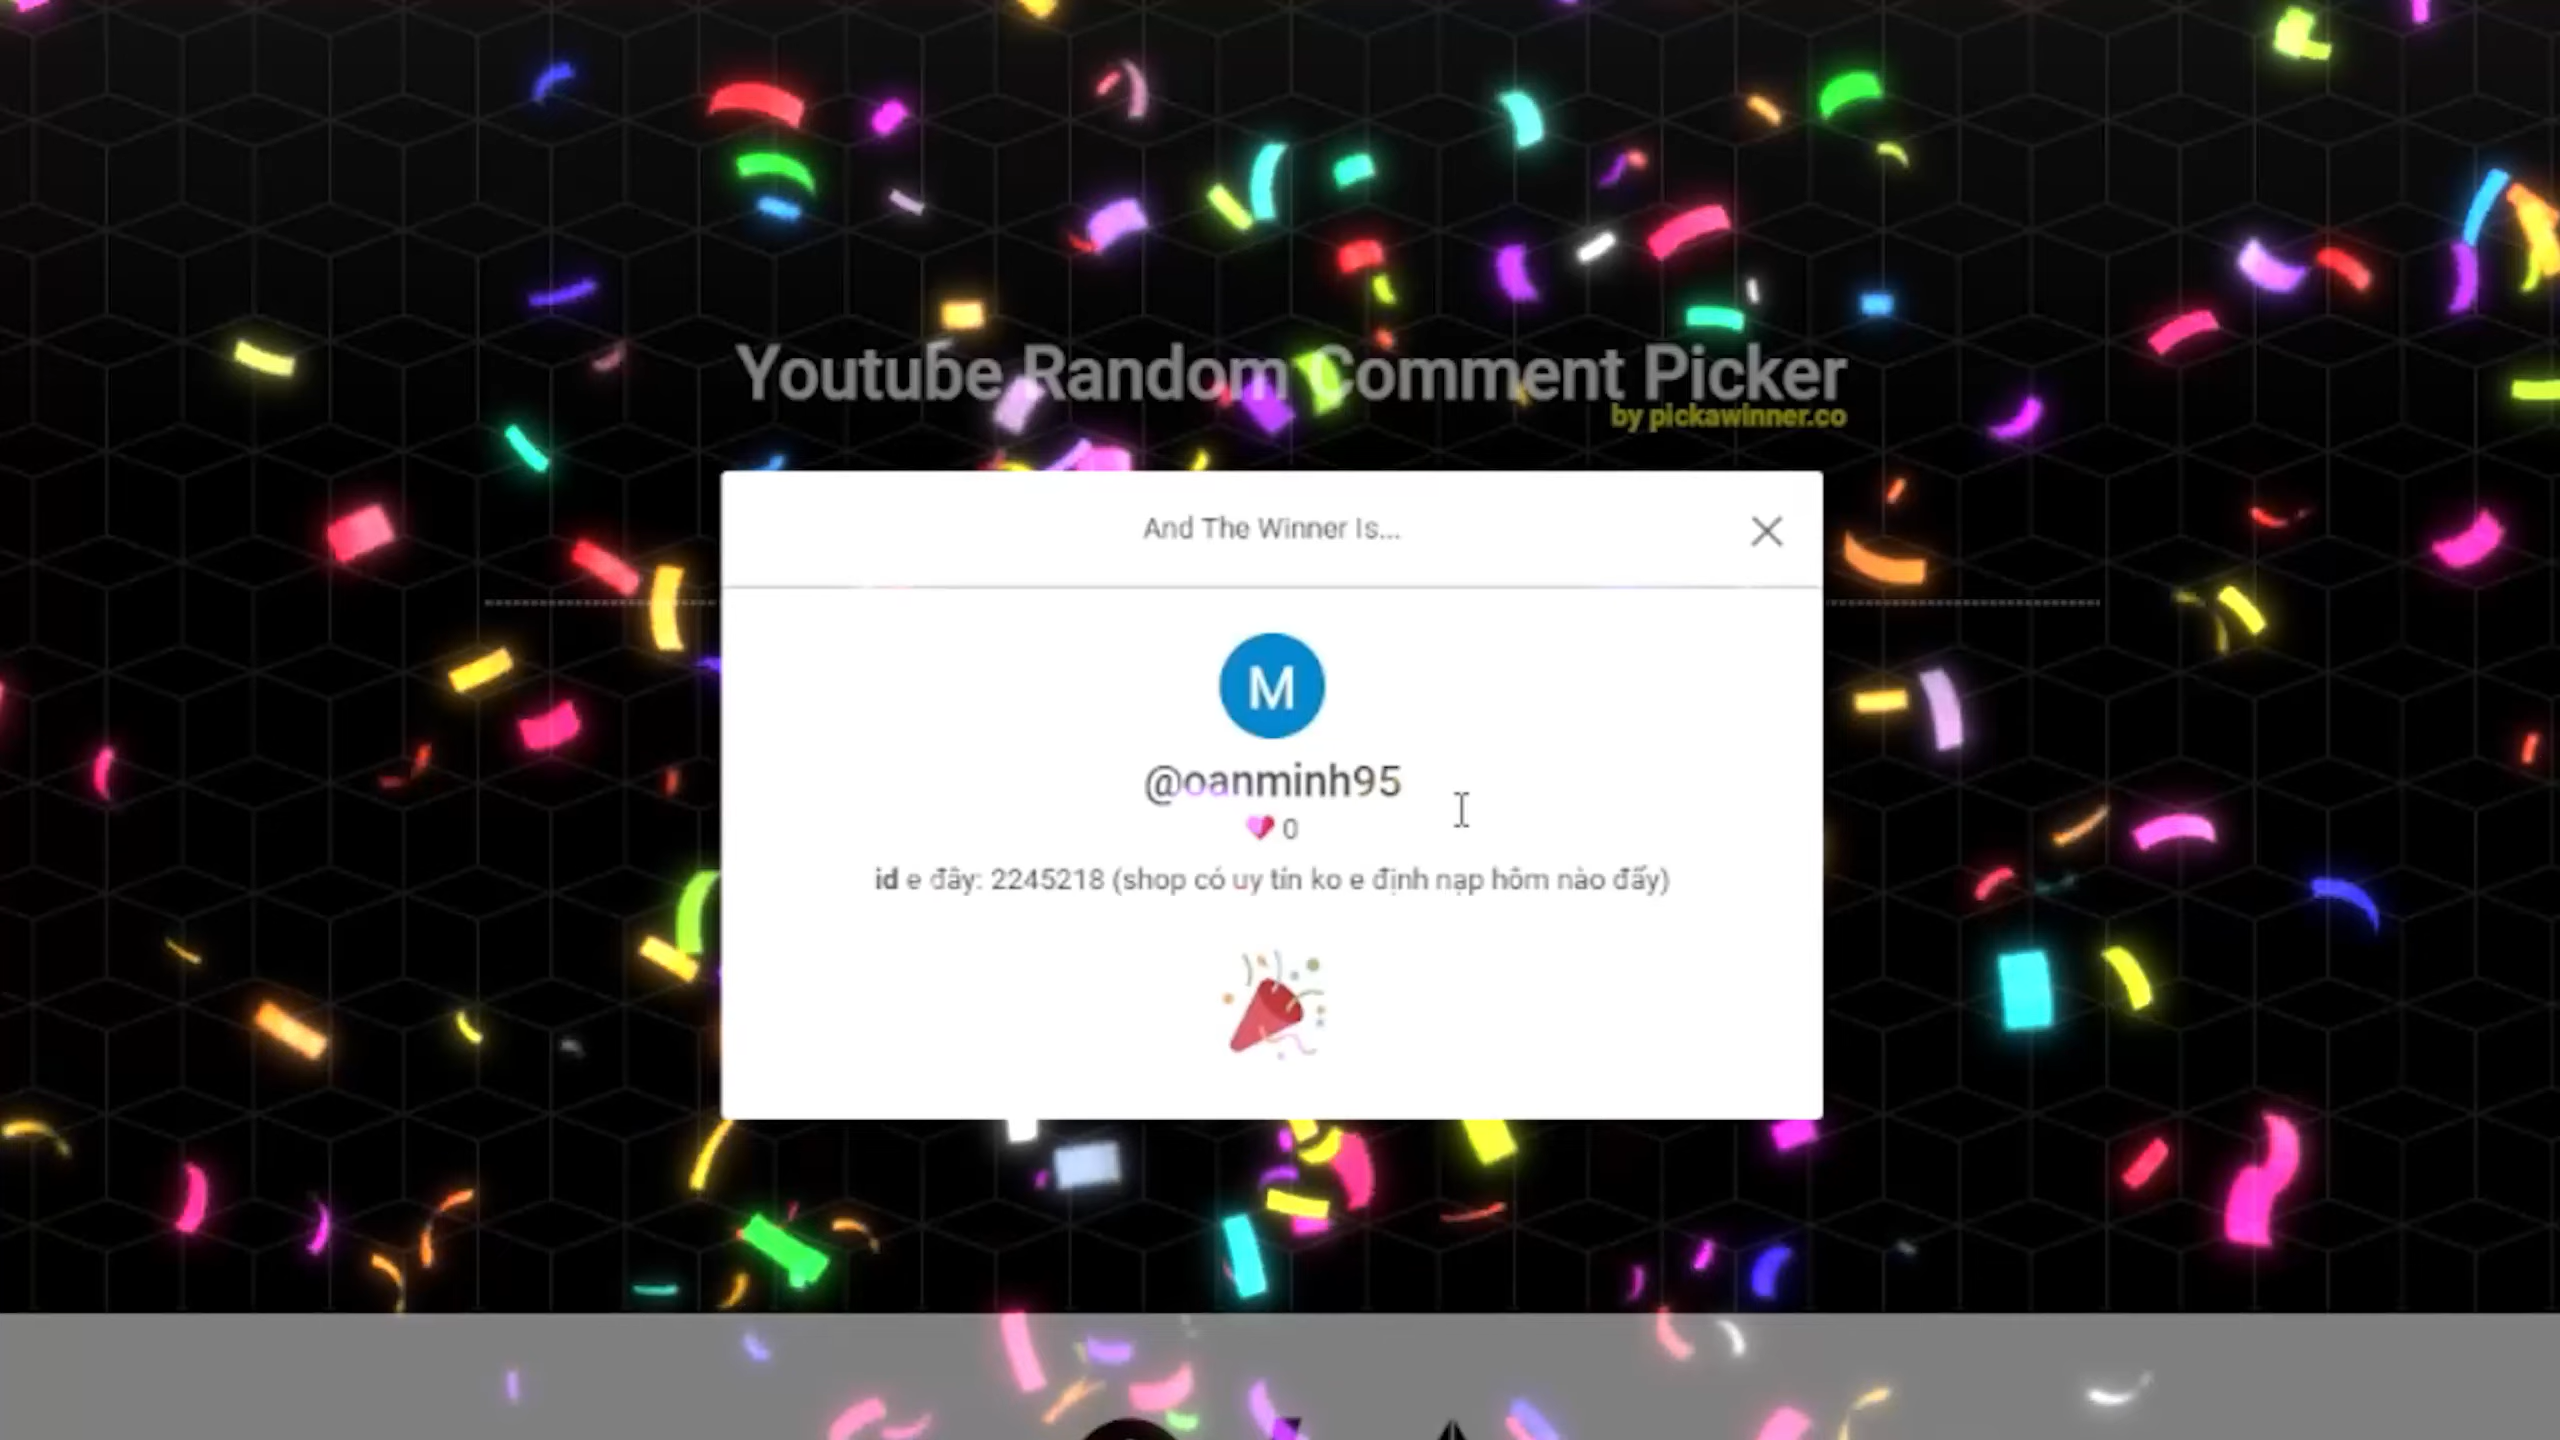 Youtube Random Comment Picker
by pickawinner.co
And The Winner Is...
M
@oanminh95
0
id e đây: 2245218 (shop có uy tín ko e định nạp hôm nào đấy)